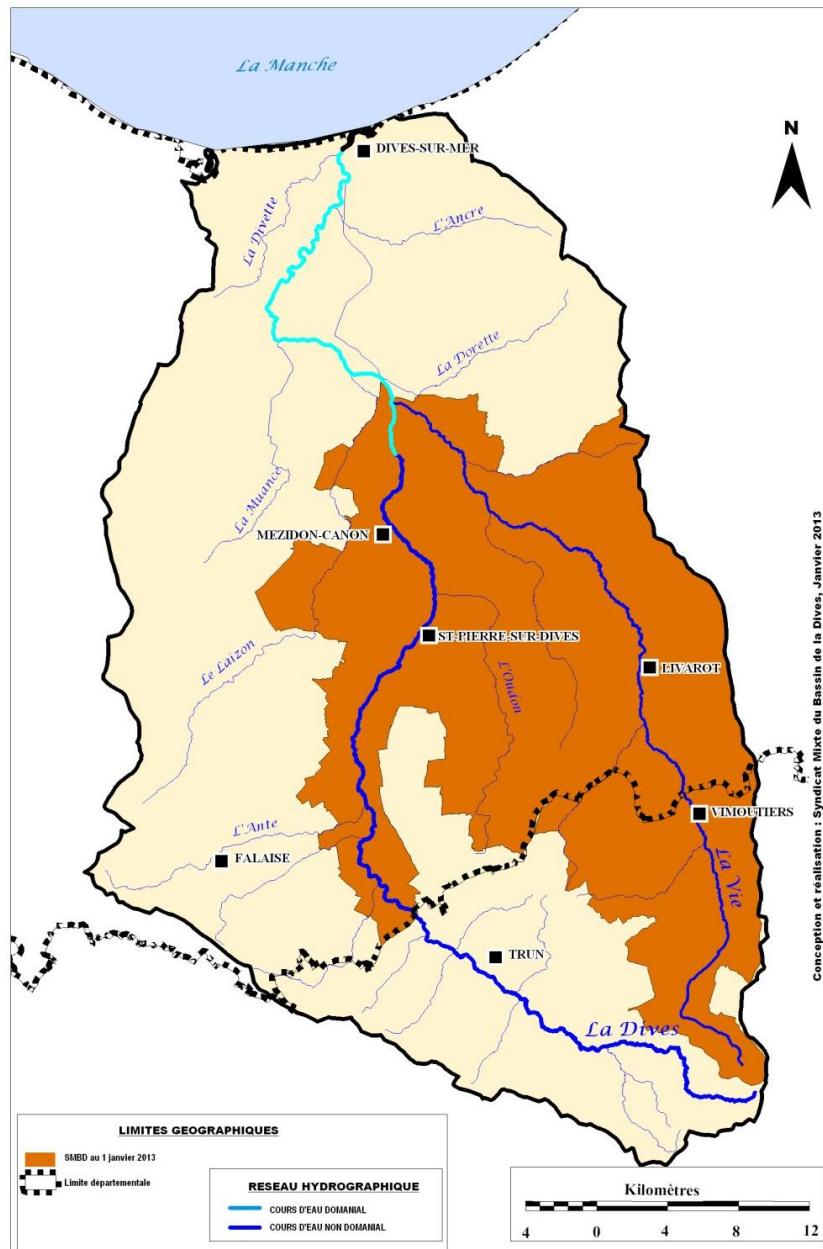 La Manche
N
DIVES-SUR-MER
La Divette
L'Ancre
La Dorette
La Muance
MEZIDON-CANON
ST-PIERRE-SUR-DIVES
Le Laizon
L'Oudon
LIVAROT
L'Ante
VIMOUTIERS
FALAISE
La Vie
TRUN
La Dives
Conception et réalisation : Syndicat Mixte du Bassin de la Dives, Janvier 2013
LIMITES GEOGRAPHIQUES
SMBD au 1 janvier 2013
Limite départementale
RESEAU HYDROGRAPHIQUE
COURS D'EAU DOMANIAL
COURS D'EAU NON DOMANIAL
Kilomètres
4 0 4 8 12